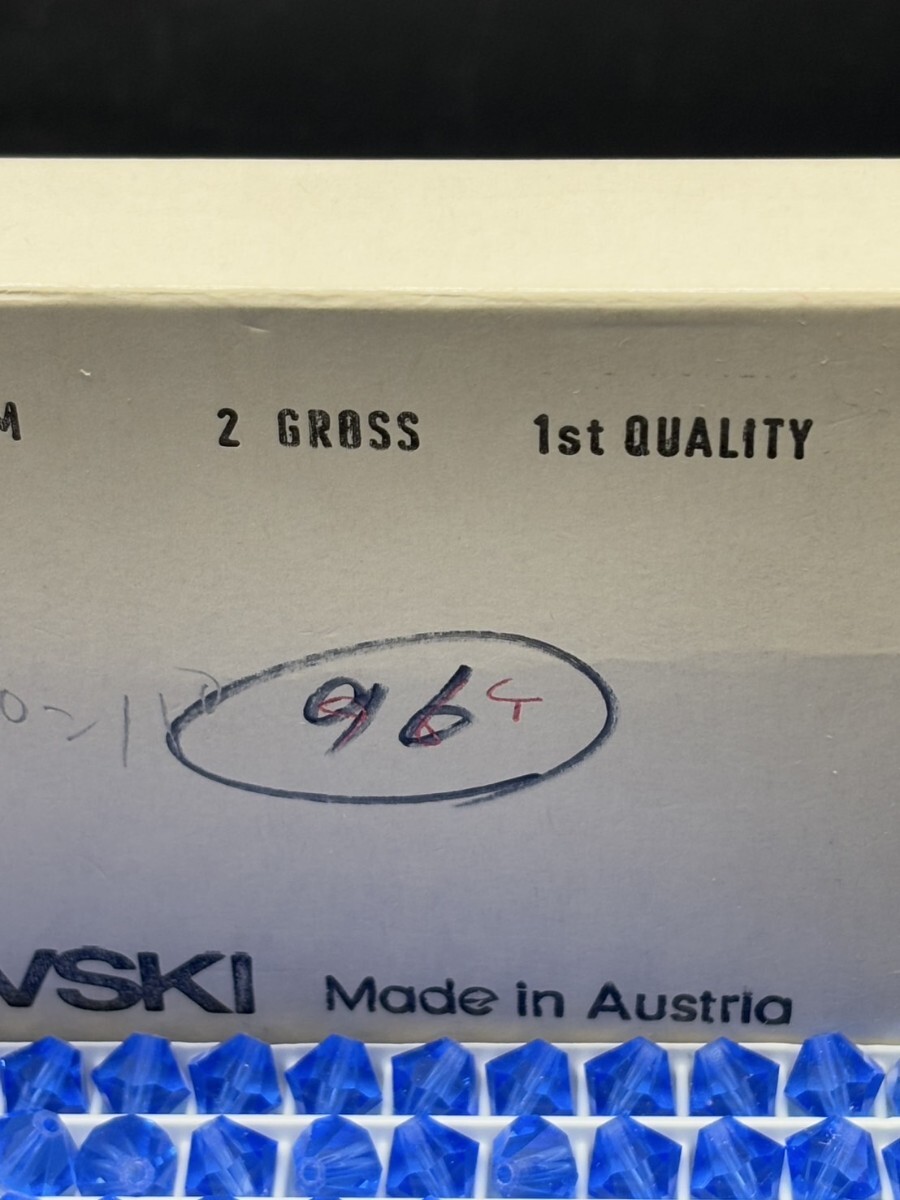 M 2 GROSS 1st QUALITY
96
VSKI Made in Austria